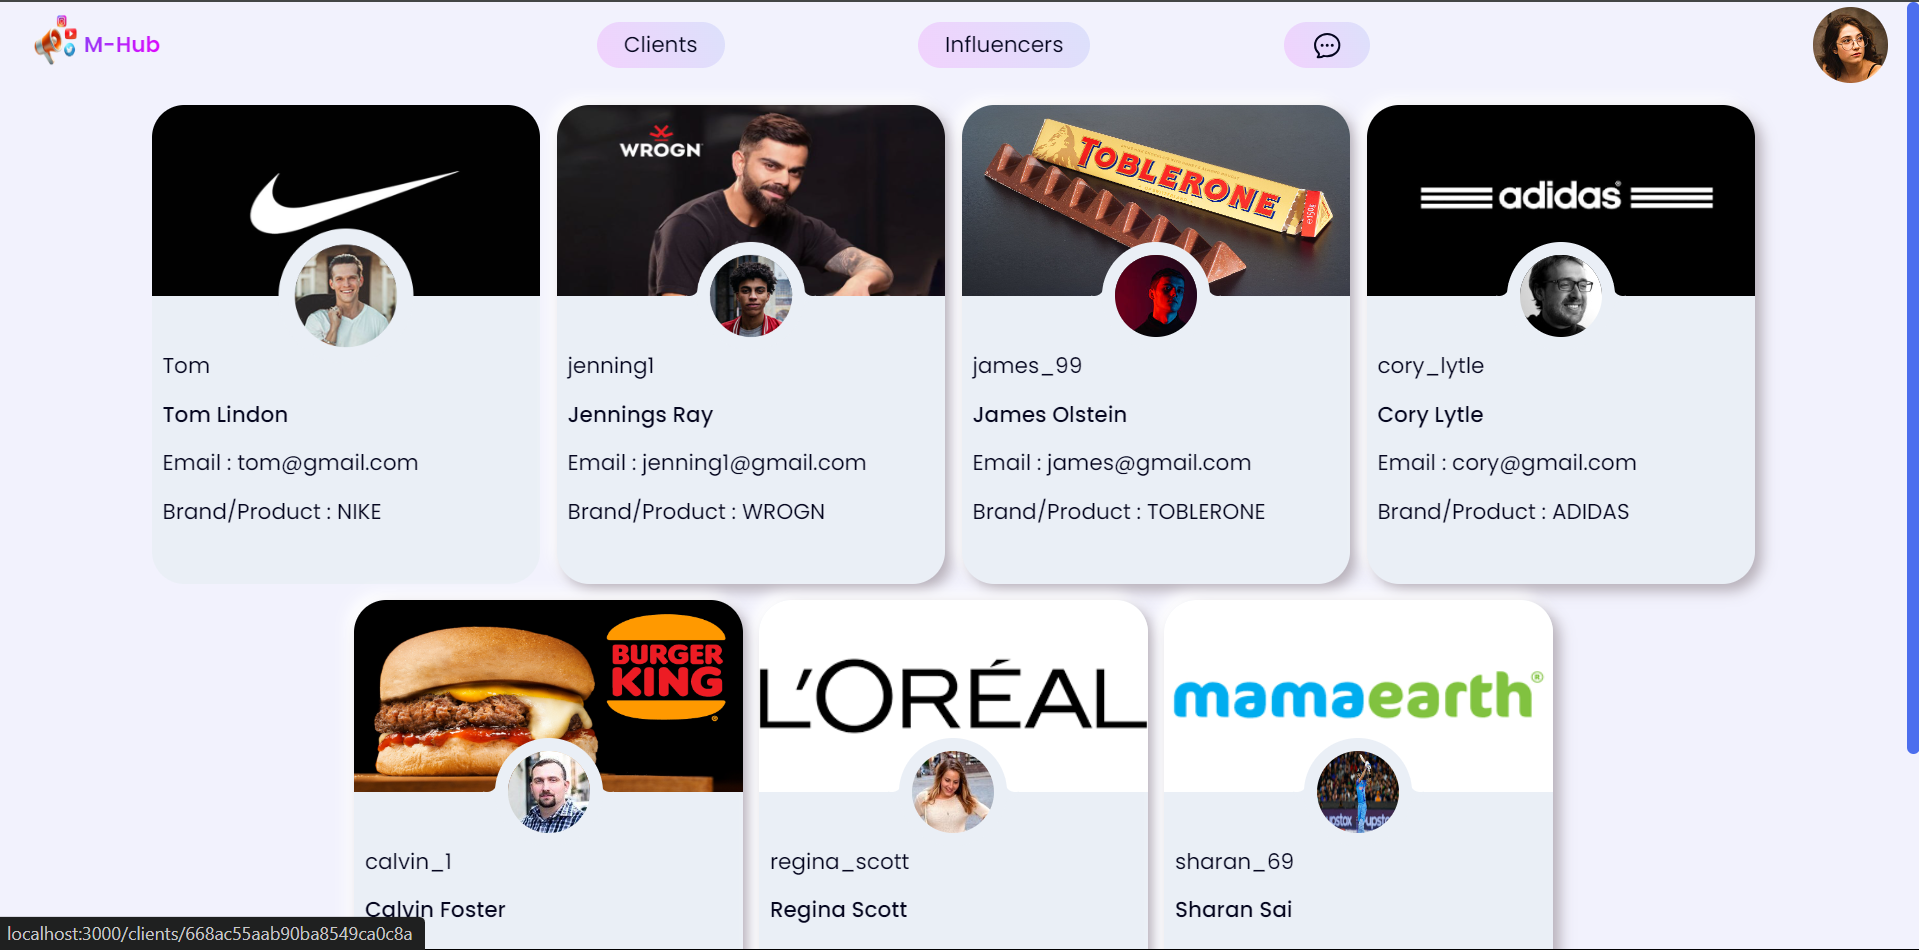 M-Hub
Clients
Influencers
WROGN
TOBLERONE
adidas
Tom
Tom Lindon
Email : tom@gmail.com
Brand/Product : NIKE
jenning1
Jennings Ray
Email : jenning1@gmail.com
Brand/Product : WROGN
james_99
James Olstein
Email : james@gmail.com
Brand/Product : TOBLERONE
cory_lytle
Cory Lytle
Email : cory@gmail.com
Brand/Product : ADIDAS
BURGER
KING
L'ORÉAL
mamaearth®
calvin_1
Calvin Foster
regina_scott
Regina Scott
sharan_69
Sharan Sai
localhost:3000/clients/668ac55aab90ba8549ca0c8a